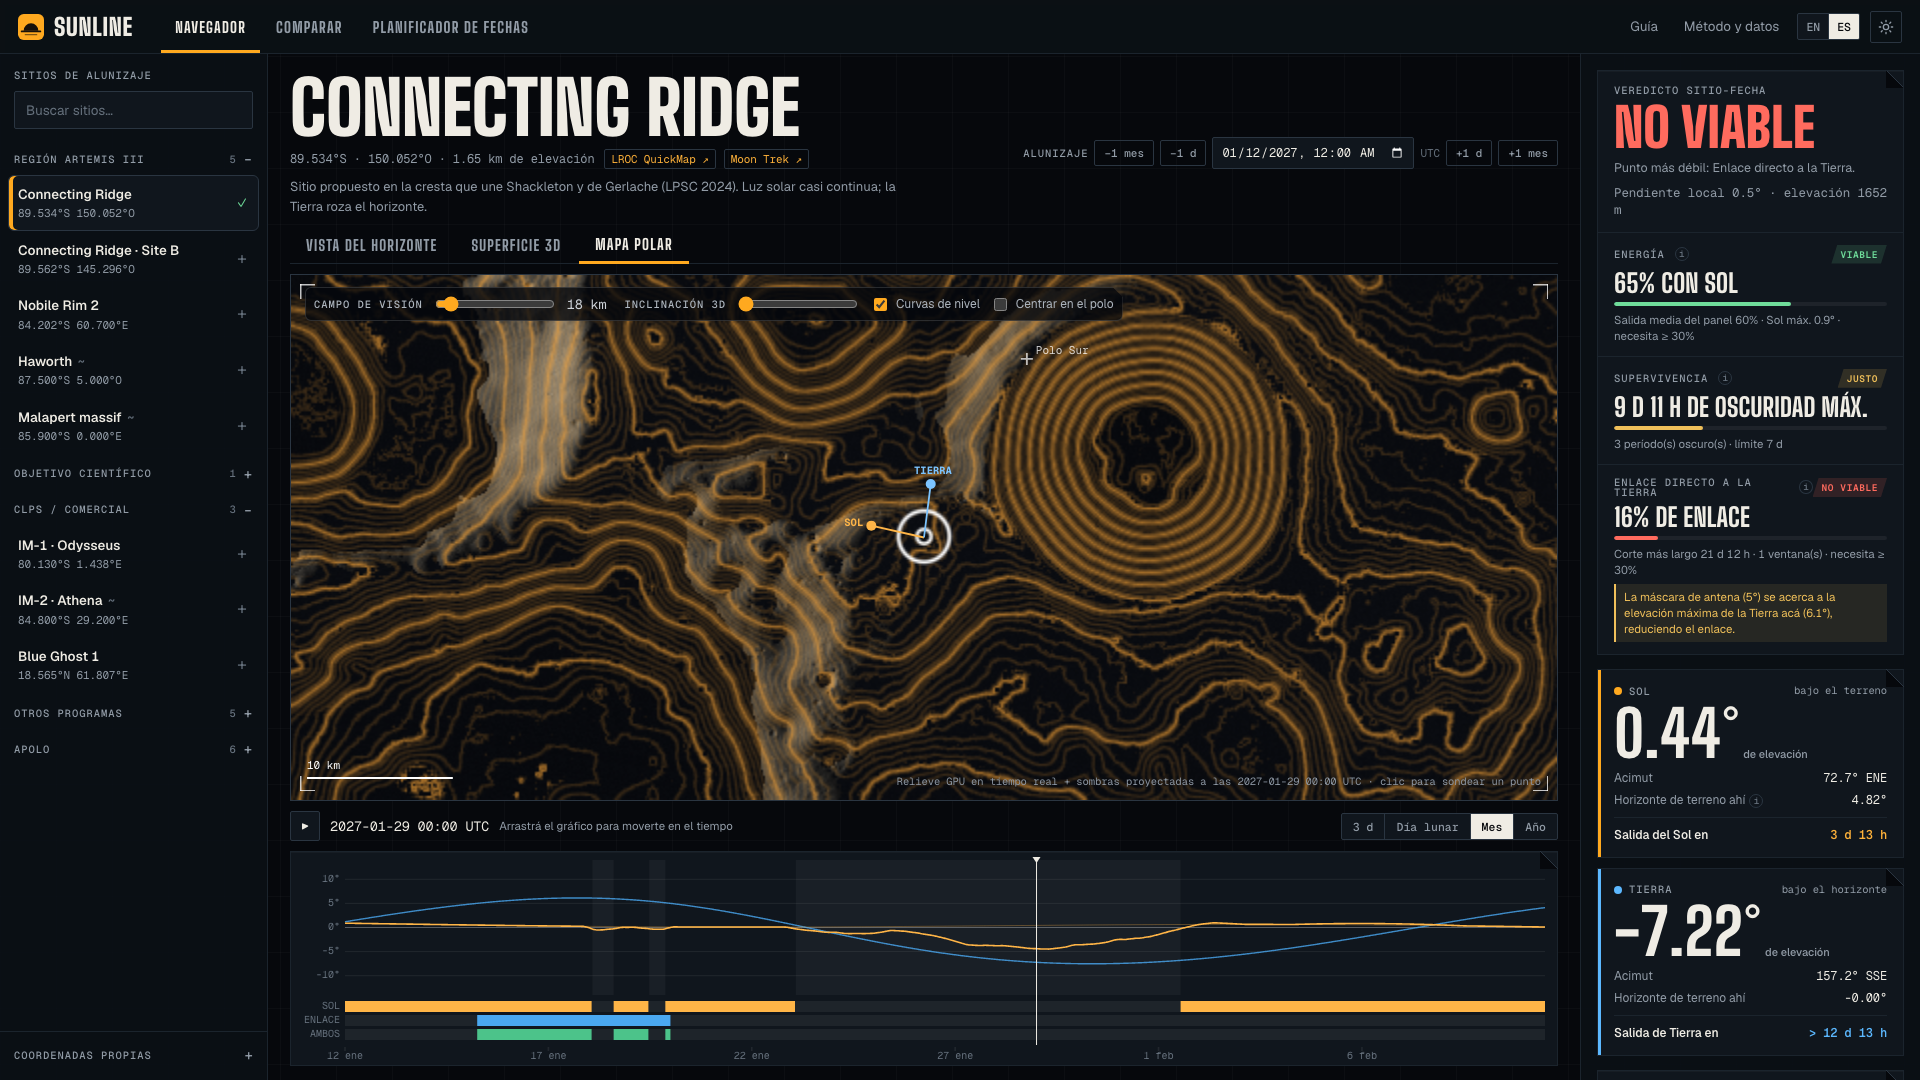 SUNLINE
NAVEGADOR
COMPARAR
PLANIFICADOR DE FECHAS
Guía
Método y datos
EN
ES
SITIOS DE ALUNIZAJE
Buscar sitios…
REGIÓN ARTEMIS III 5 −
Connecting Ridge
89.534°S 150.052°O ✓
Connecting Ridge · Site B
89.562°S 145.296°O +
Nobile Rim 2
84.202°S 60.700°E +
Haworth ~
87.500°S 5.000°O +
Malapert massif ~
85.900°S 0.000°E +
OBJETIVO CIENTÍFICO 1 +
CLPS / COMERCIAL 3 −
IM-1 · Odysseus
80.130°S 1.438°E +
IM-2 · Athena ~
84.800°S 29.200°E +
Blue Ghost 1
18.565°N 61.807°E +
OTROS PROGRAMAS 5 +
APOLO 6 +
COORDENADAS PROPIAS +
CONNECTING RIDGE
89.534°S · 150.052°O · 1.65 km de elevación LROC QuickMap ↗ Moon Trek ↗
Sitio propuesto en la cresta que une Shackleton y de Gerlache (LPSC 2024). Luz solar casi continua; la
Tierra roza el horizonte.
ALUNIZAJE −1 mes −1 d 01/12/2027, 12:00 AM UTC +1 d +1 mes
VISTA DEL HORIZONTE
SUPERFICIE 3D
MAPA POLAR
CAMPO DE VISIÓN 18 km INCLINACIÓN 3D Curvas de nivel Centrar en el polo
Polo Sur
TIERRA
SOL
10 km
Relieve GPU en tiempo real + sombras proyectadas a las 2027-01-29 00:00 UTC · clic para sondear un punto
▶ 2027-01-29 00:00 UTC Arrastrá el gráfico para moverte en el tiempo
3 d
Día lunar
Mes
Año
10°
5°
0°
−5°
−10°
SOL
ENLACE
AMBOS
12 ene 17 ene 22 ene 27 ene 1 feb 6 feb
VEREDICTO SITIO-FECHA
NO VIABLE
Punto más débil: Enlace directo a la Tierra.
Pendiente local 0.5° · elevación 1652
m
ENERGÍA i VIABLE
65% CON SOL
Salida media del panel 60% · Sol máx. 0.9° ·
necesita ≥ 30%
SUPERVIVENCIA i JUSTO
9 D 11 H DE OSCURIDAD MÁX.
3 período(s) oscuro(s) · límite 7 d
ENLACE DIRECTO A LA
TIERRA i NO VIABLE
16% DE ENLACE
Corte más largo 21 d 12 h · 1 ventana(s) · necesita ≥
30%
La máscara de antena (5°) se acerca a la
elevación máxima de la Tierra acá (6.1°),
reduciendo el enlace.
SOL bajo el terreno
0.44° de elevación
Acimut 72.7° ENE
Horizonte de terreno ahí i 4.82°
Salida del Sol en 3 d 13 h
TIERRA bajo el horizonte
−7.22° de elevación
Acimut 157.2° SSE
Horizonte de terreno ahí −0.00°
Salida de Tierra en > 12 d 13 h